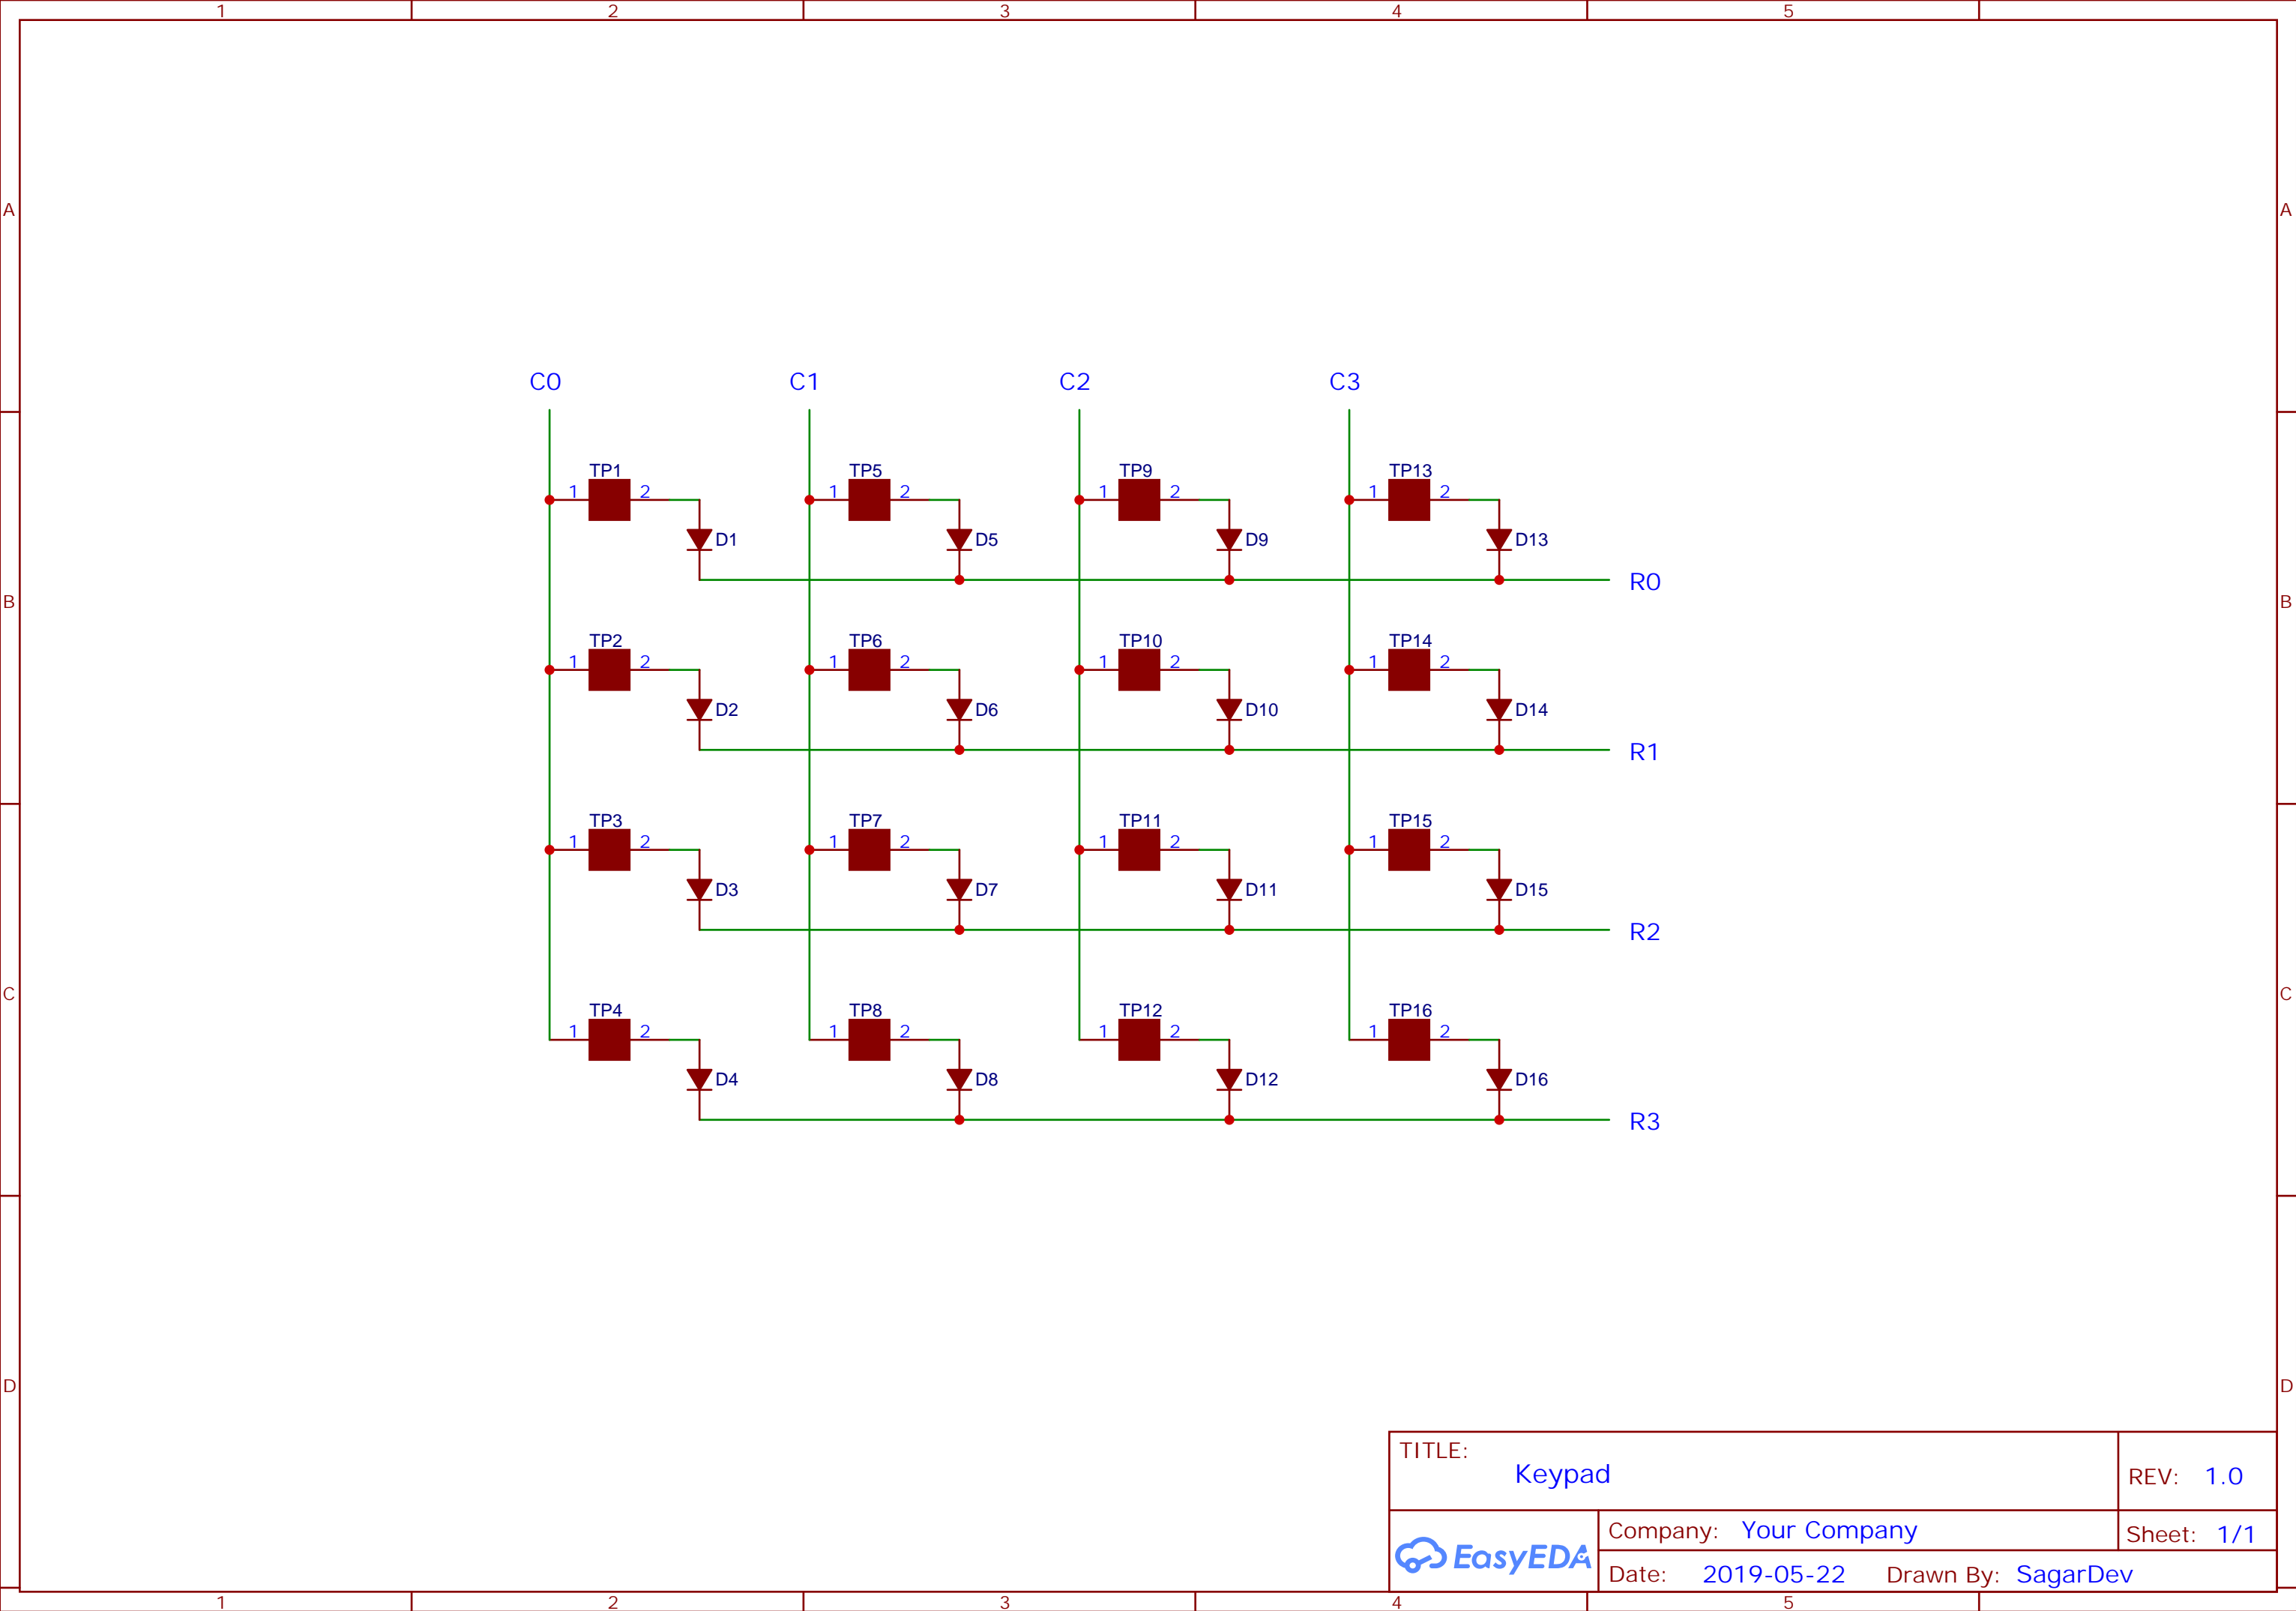 1 2 3 4 5
A A
C0 C1 C2 C3
TP1 TP5 TP9 TP13
1 2 1 2 1 2 1 2
D1 D5 D9 D13
R0
B B
TP2 TP6 TP10 TP14
1 2 1 2 1 2 1 2
D2 D6 D10 D14
R1
TP3 TP7 TP11 TP15
1 2 1 2 1 2 1 2
D3 D7 D11 D15
R2
C C
TP4 TP8 TP12 TP16
1 2 1 2 1 2 1 2
D4 D8 D12 D16
R3
D D
TITLE:
Keypad
REV: 1.0
EasyEDA
Company: Your Company
Sheet: 1/1
Date: 2019-05-22 Drawn By: SagarDev
1 2 3 4 5